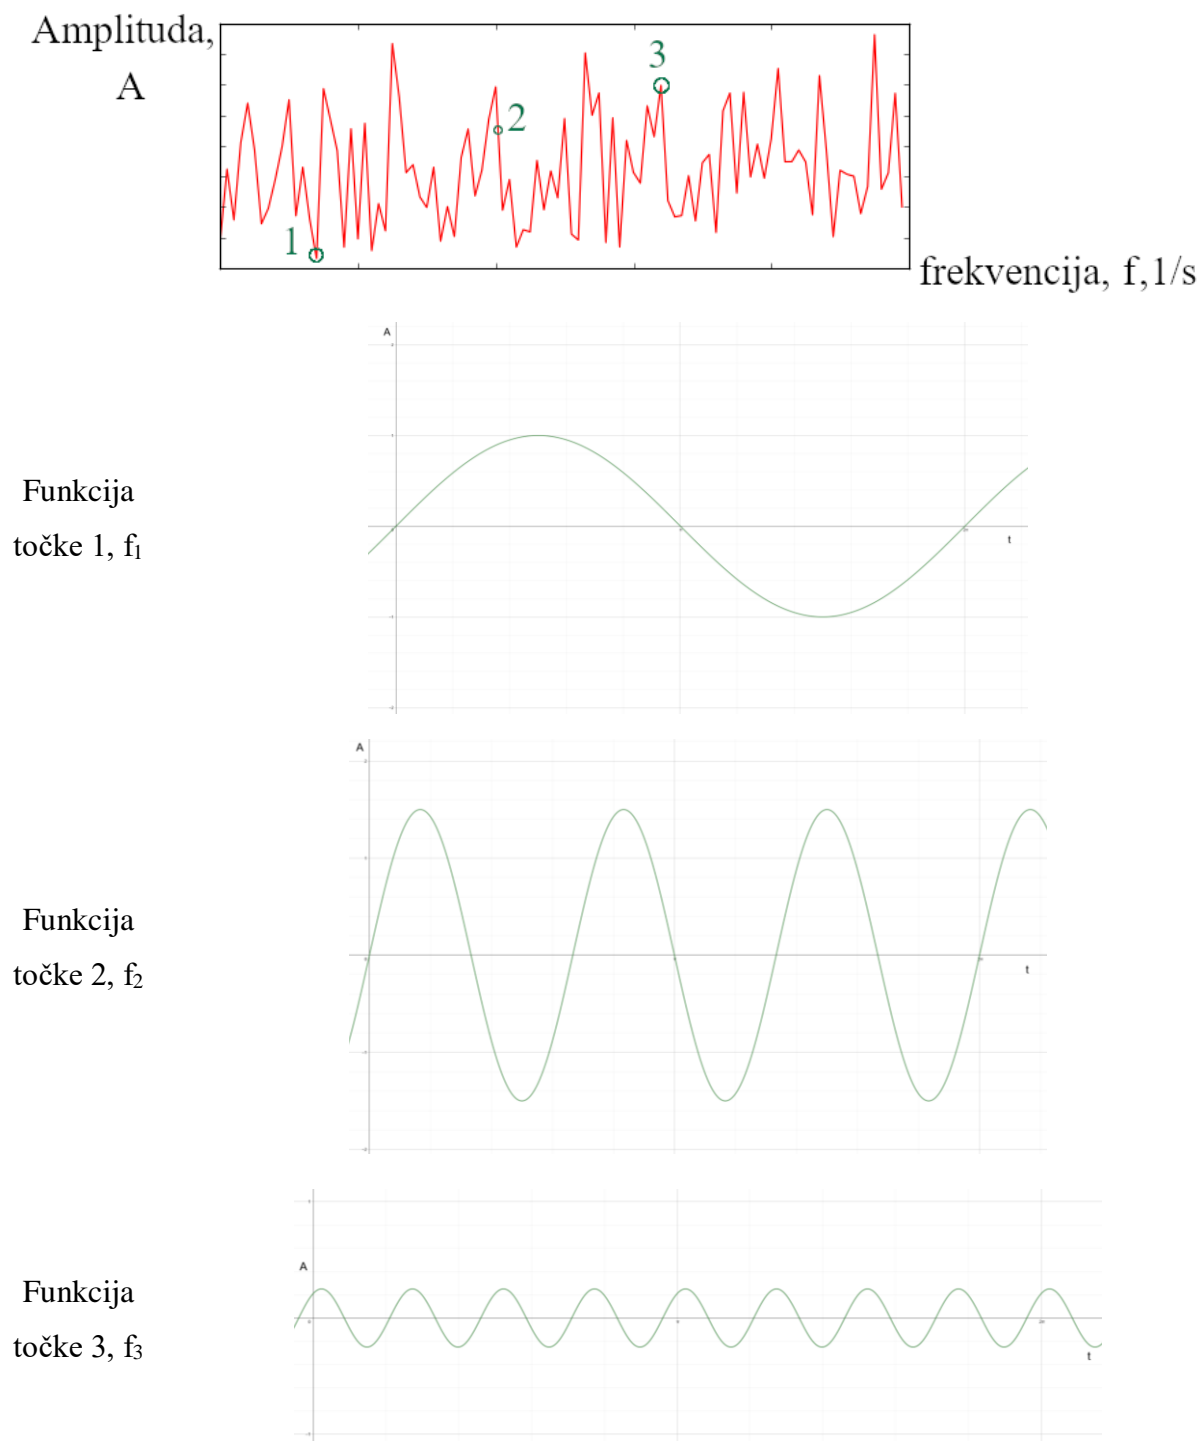 Amplituda,
A
3
2
1
frekvencija, f,1/s
A
t
Funkcija
točke 1, f₁
A
t
Funkcija
točke 2, f₂
A
t
Funkcija
točke 3, f₃